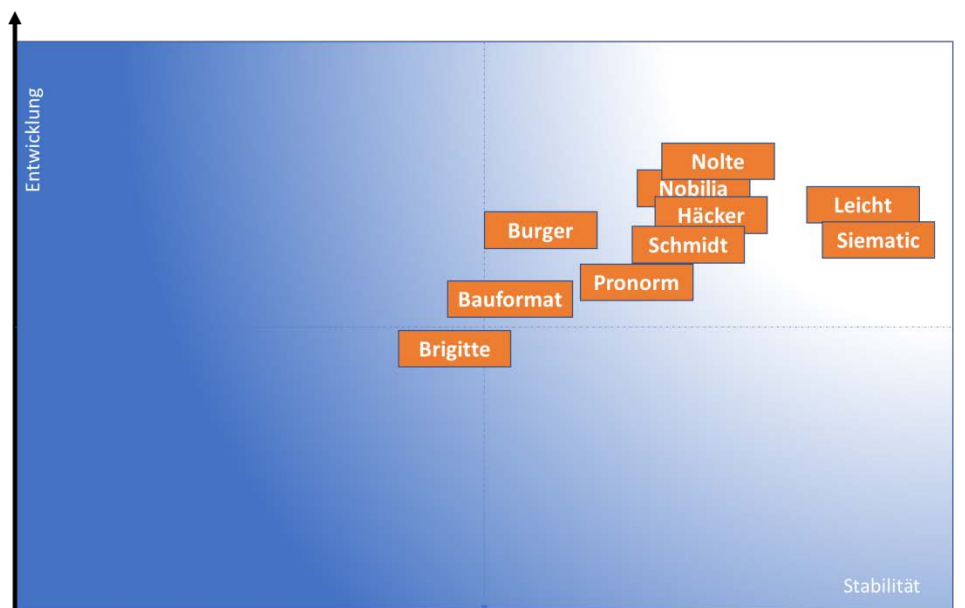 Entwicklung
Nolte
Nobilia
Häcker
Leicht
Burger
Schmidt
Siematic
Pronorm
Bauformat
Brigitte
Stabilität